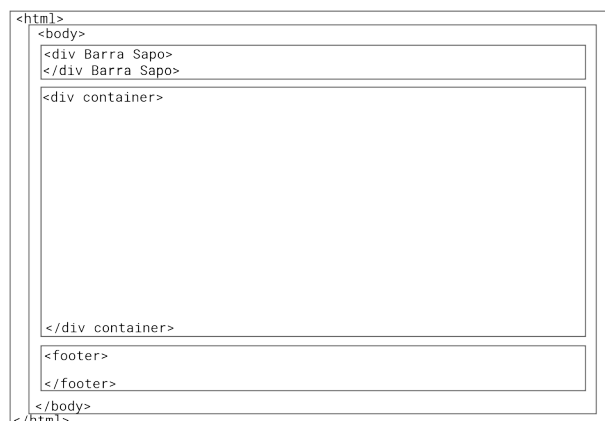 <html>
<body>
<div Barra Sapo>
</div Barra Sapo>
<div container>
</div container>
<footer>
</footer>
</body>
</html>